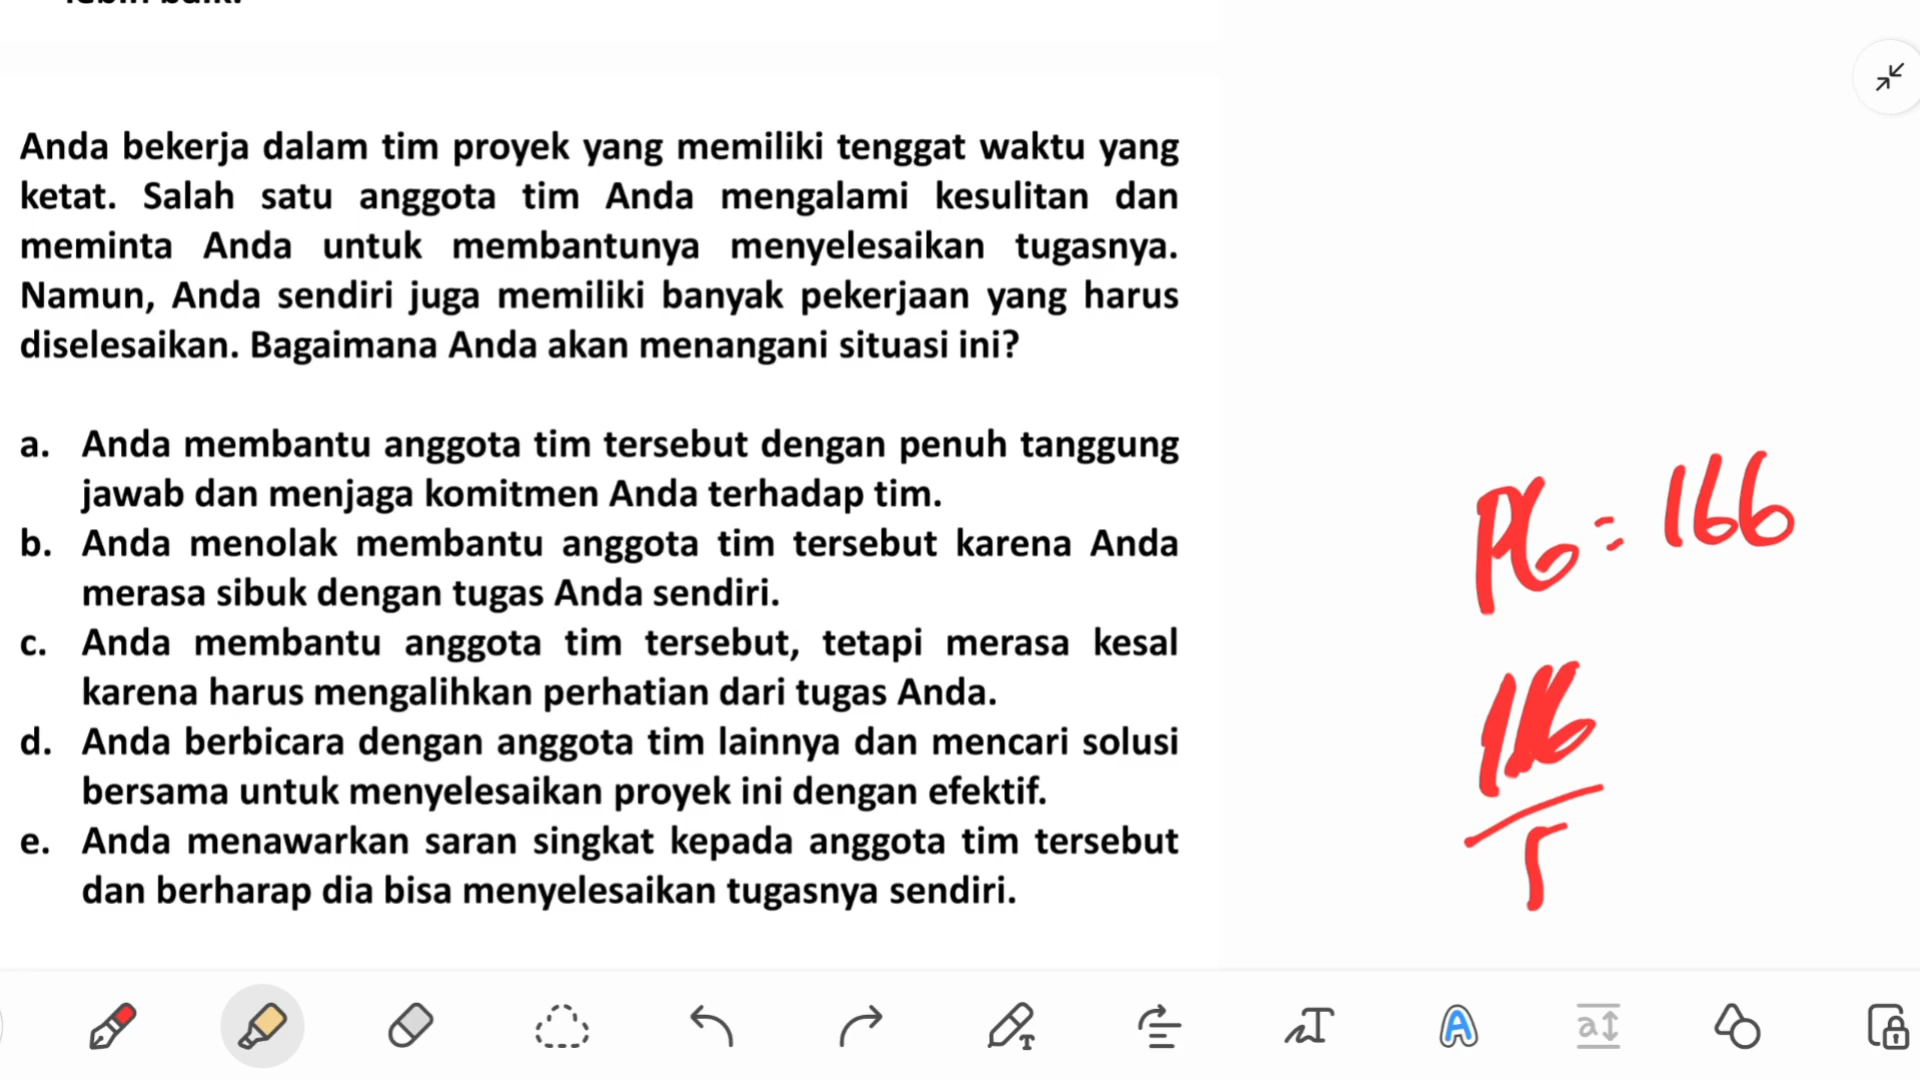 Anda bekerja dalam tim proyek yang memiliki tenggat waktu yang
ketat. Salah satu anggota tim Anda mengalami kesulitan dan
meminta Anda untuk membantunya menyelesaikan tugasnya.
Namun, Anda sendiri juga memiliki banyak pekerjaan yang harus
diselesaikan. Bagaimana Anda akan menangani situasi ini?
a. Anda membantu anggota tim tersebut dengan penuh tanggung
jawab dan menjaga komitmen Anda terhadap tim.
b. Anda menolak membantu anggota tim tersebut karena Anda
merasa sibuk dengan tugas Anda sendiri.
c. Anda membantu anggota tim tersebut, tetapi merasa kesal
karena harus mengalihkan perhatian dari tugas Anda.
d. Anda berbicara dengan anggota tim lainnya dan mencari solusi
bersama untuk menyelesaikan proyek ini dengan efektif.
e. Anda menawarkan saran singkat kepada anggota tim tersebut
dan berharap dia bisa menyelesaikan tugasnya sendiri.
= 166